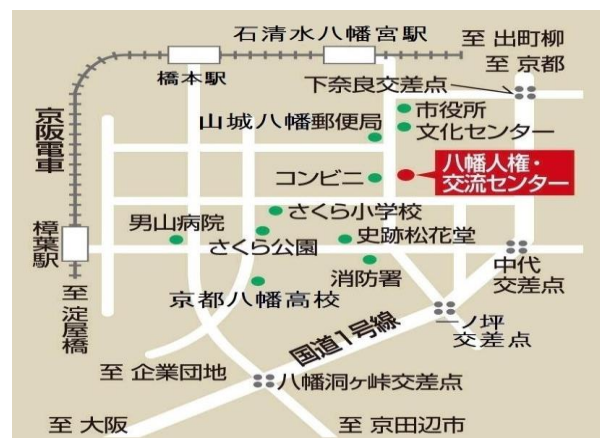 石清水八幡宮駅
至 出町柳
至 京都
橋本駅
下奈良交差点
京阪電車
山城八幡郵便局
市役所
文化センター
コンビニ
八幡人権・
交流センター
さくら小学校
男山病院
さくら公園
史跡松花堂
樟葉駅
消防署
中代
交差点
京都八幡高校
至 淀屋橋
国道1号線
一ノ坪
交差点
至 企業団地
八幡洞ヶ峠交差点
至 大阪
至 京田辺市